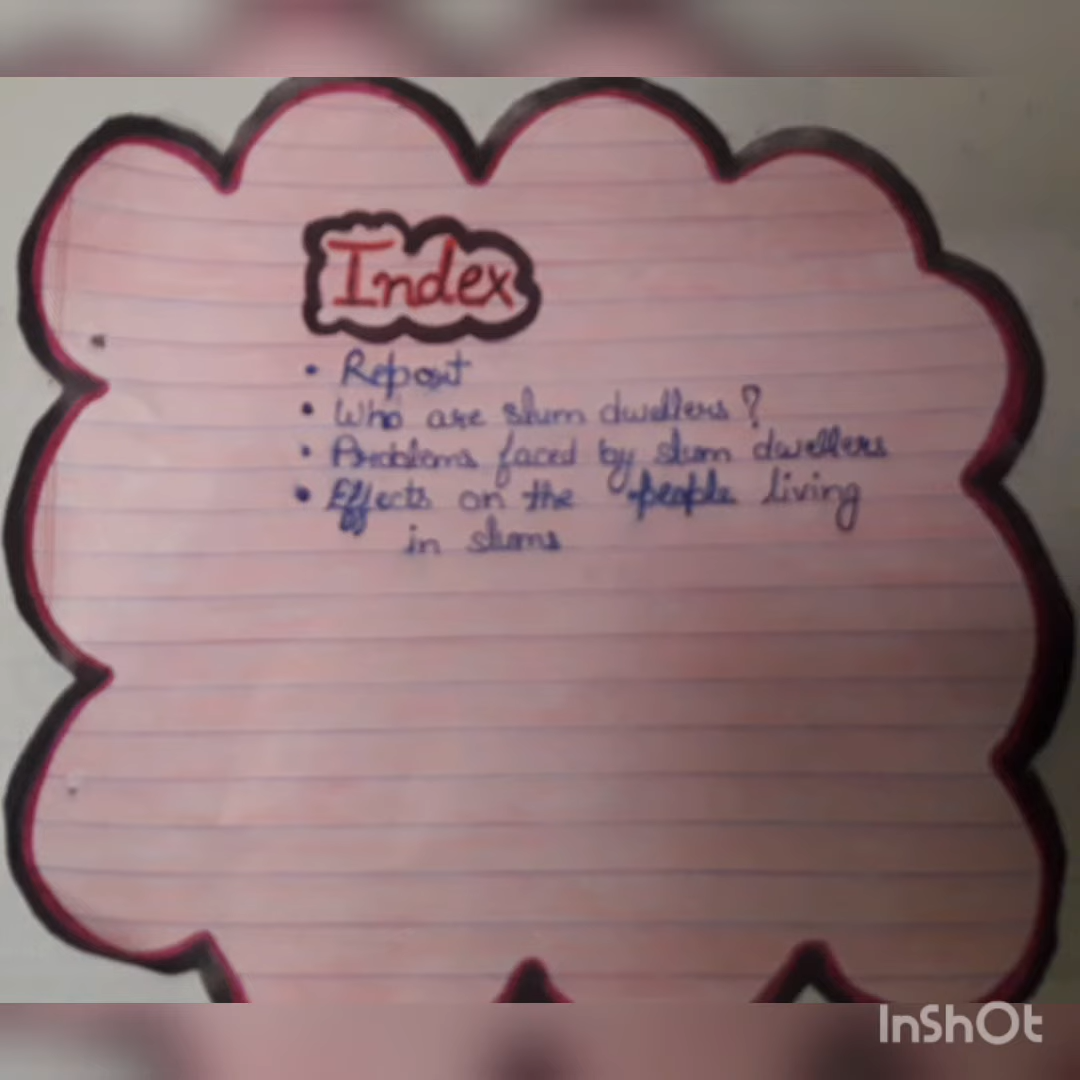 Index
• Report
• Who are slum dwellers?
• Problems faced by slum dwellers
• Effects on the people living
in slums
InShOt